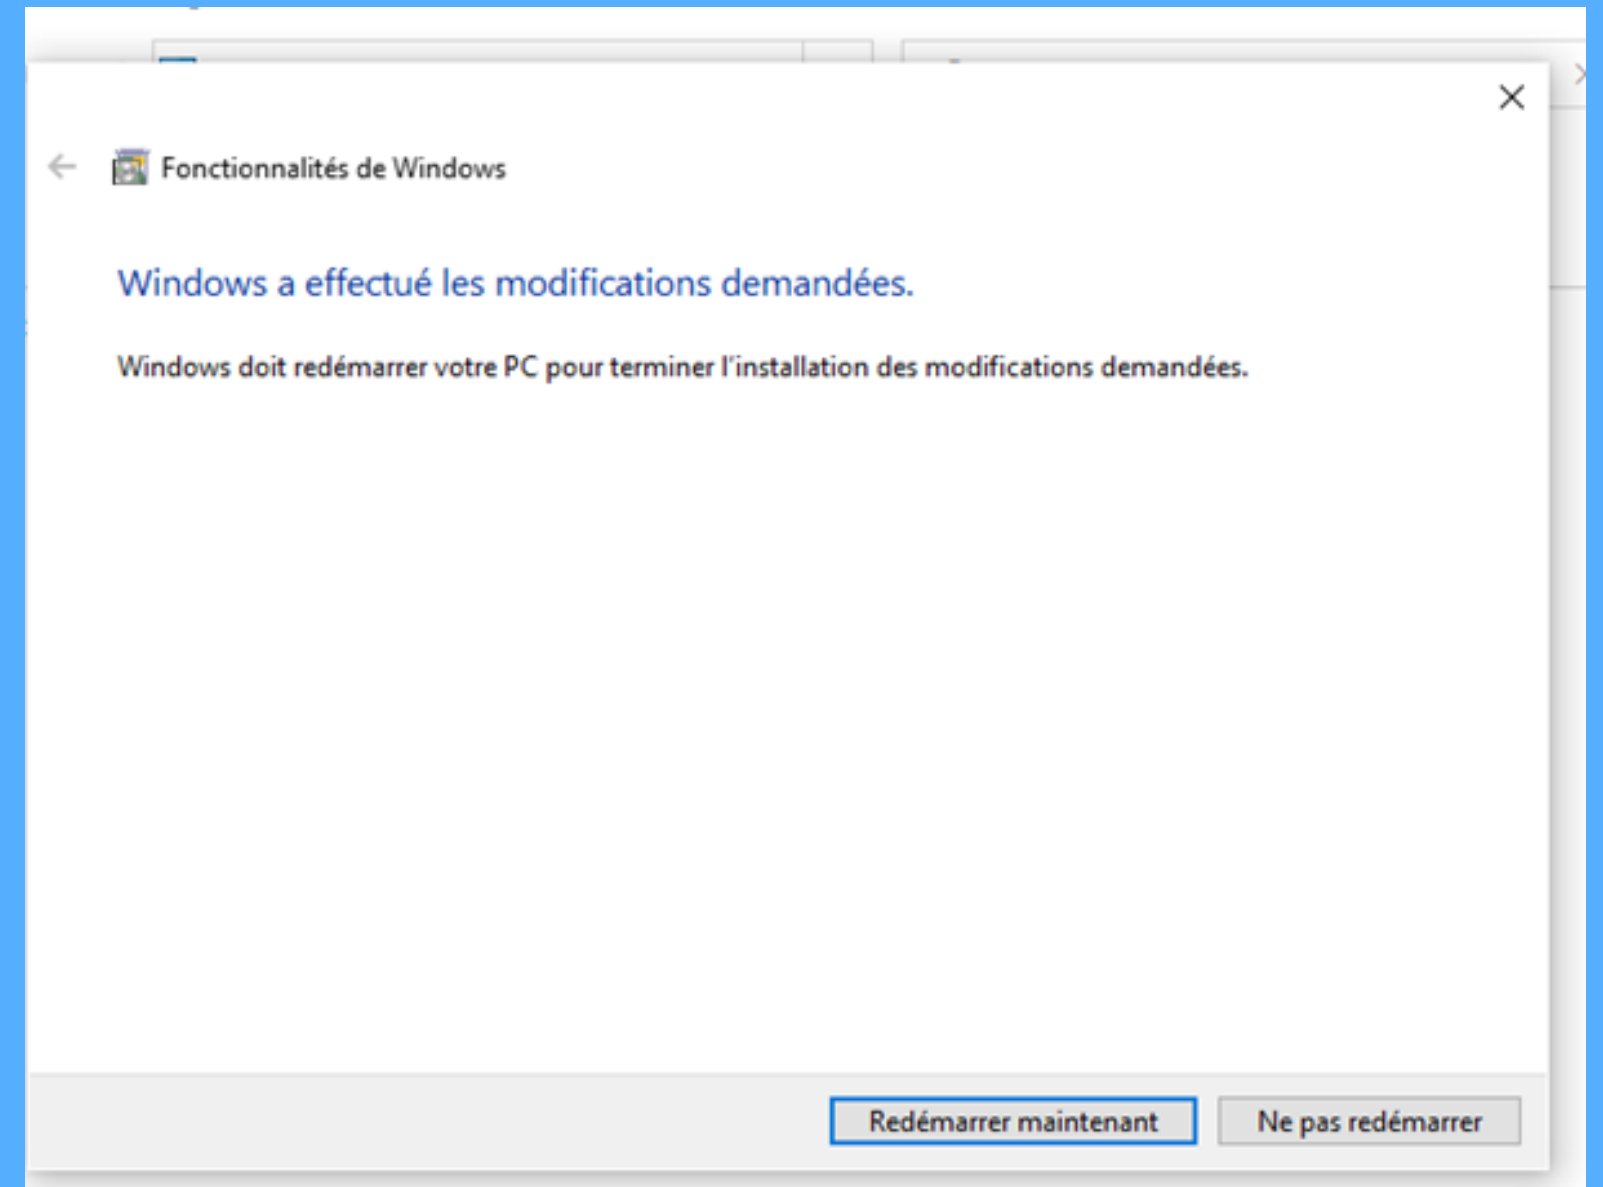 Fonctionnalités de Windows
Windows a effectué les modifications demandées.
Windows doit redémarrer votre PC pour terminer l'installation des modifications demandées.
Redémarrer maintenant
Ne pas redémarrer